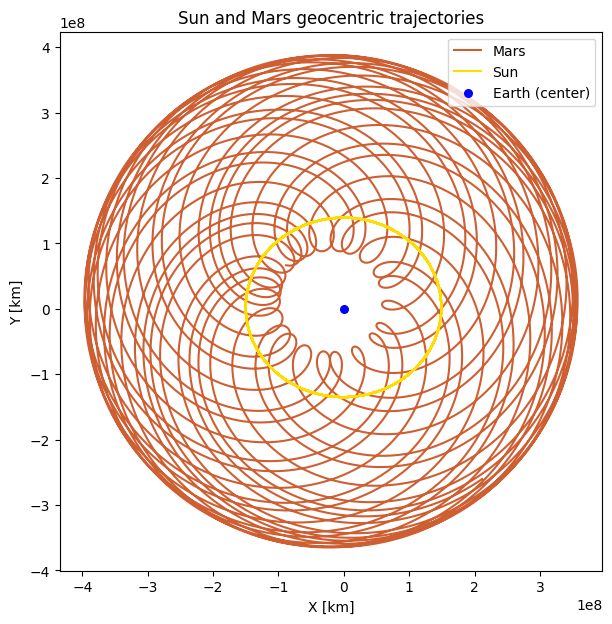 Sun and Mars geocentric trajectories
1e8
Mars
Sun
Earth (center)
4
3
2
1
0
−1
−2
−3
−4
Y [km]
−4 −3 −2 −1 0 1 2 3
X [km]
1e8